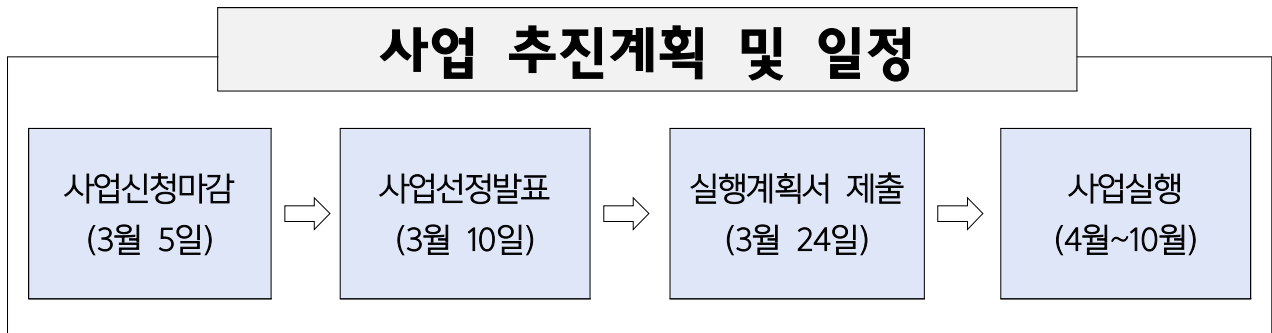 사업 추진계획 및 일정
사업신청마감
(3월 5일)
사업선정발표
(3월 10일)
실행계획서 제출
(3월 24일)
사업실행
(4월~10월)